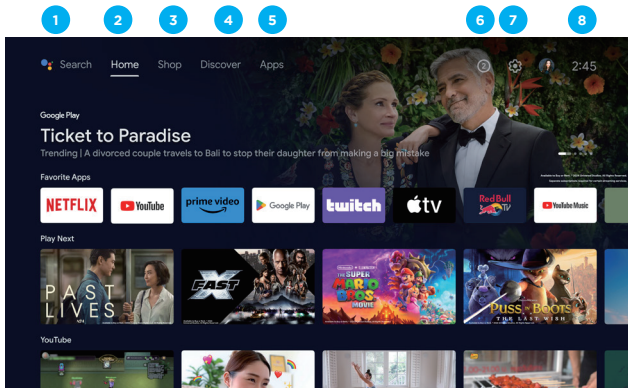 1 2 3 4 5 6 7 8
Search Home Shop Discover Apps 2 2:45
Google Play
Ticket to Paradise
Trending | A divorced couple travels to Bali to stop their daughter from making a big mistake
Favorite Apps
NETFLIX YouTube prime video Google Play twitch tv Red Bull TV YouTube Music
Play Next
PAST LIVES FAST X THE SUPER MARIO BROS. MOVIE PUSS IN BOOTS THE LAST WISH
YouTube